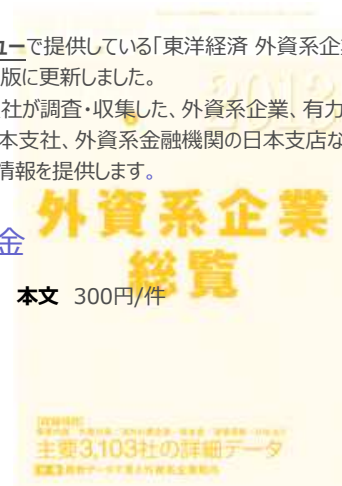 ューで提供している「東洋経済 外資系企
版に更新しました。
社が調査・収集した、外資系企業、有力
本支社、外資系金融機関の日本支店な
情報を提供します。
金
外資系企業
総覧
本文 300円/件
主要3,103社の詳細データ